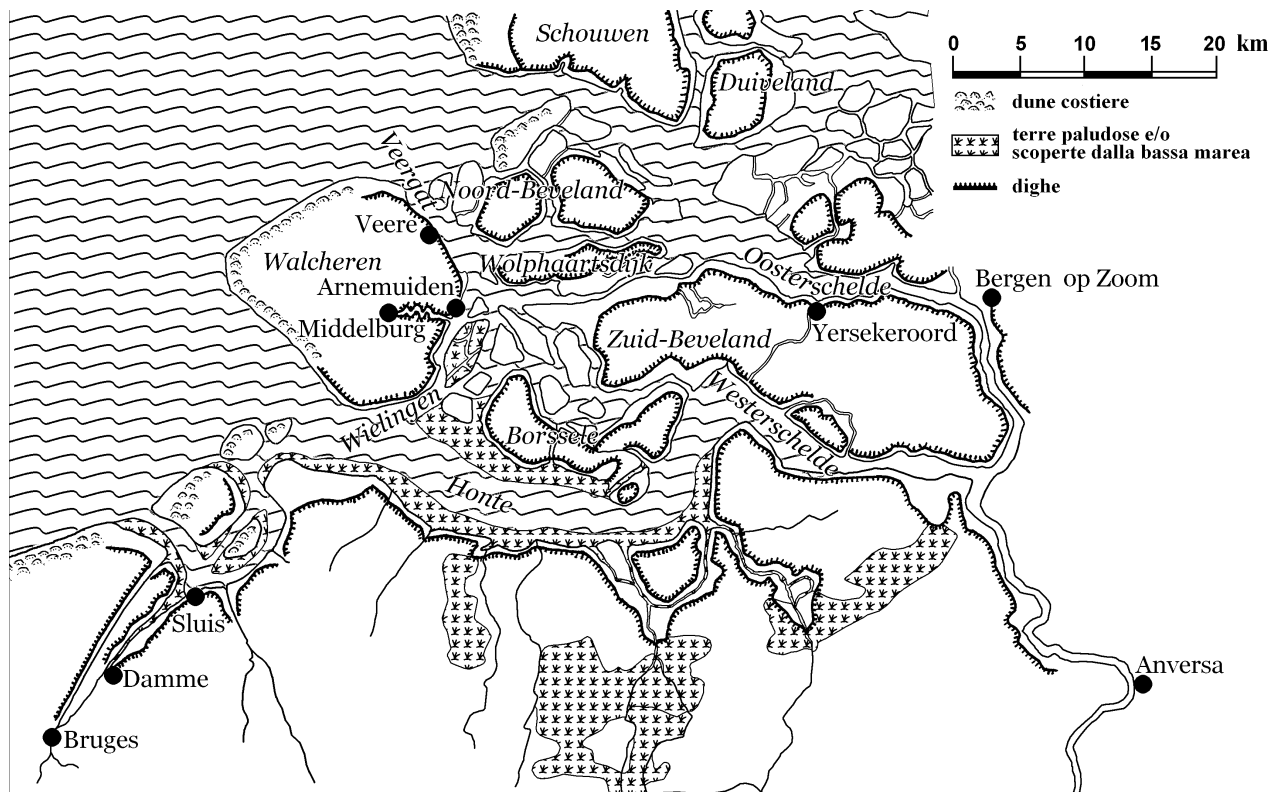 Schouwen
0 5 10 15 20 km
Duiveland
dune costiere
terre paludose e/o
scoperte dalla bassa marea
dighe
Veergat
Noord-Beveland
Veere
Walcheren
Wolphaartsdijk
Oosterschelde
Arnemuiden
Bergen op Zoom
Middelburg
Zuid-Beveland
Yersekeroord
Wielingen
Westerschelde
Borssele
Honte
Sluis
Damme
Anversa
Bruges